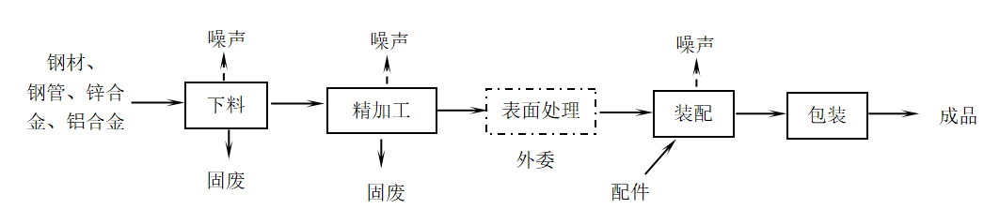 噪声
噪声
噪声
钢材、
钢管、锌合
金、铝合金
下料
精加工
表面处理
装配
包装
成品
外委
固废
固废
配件